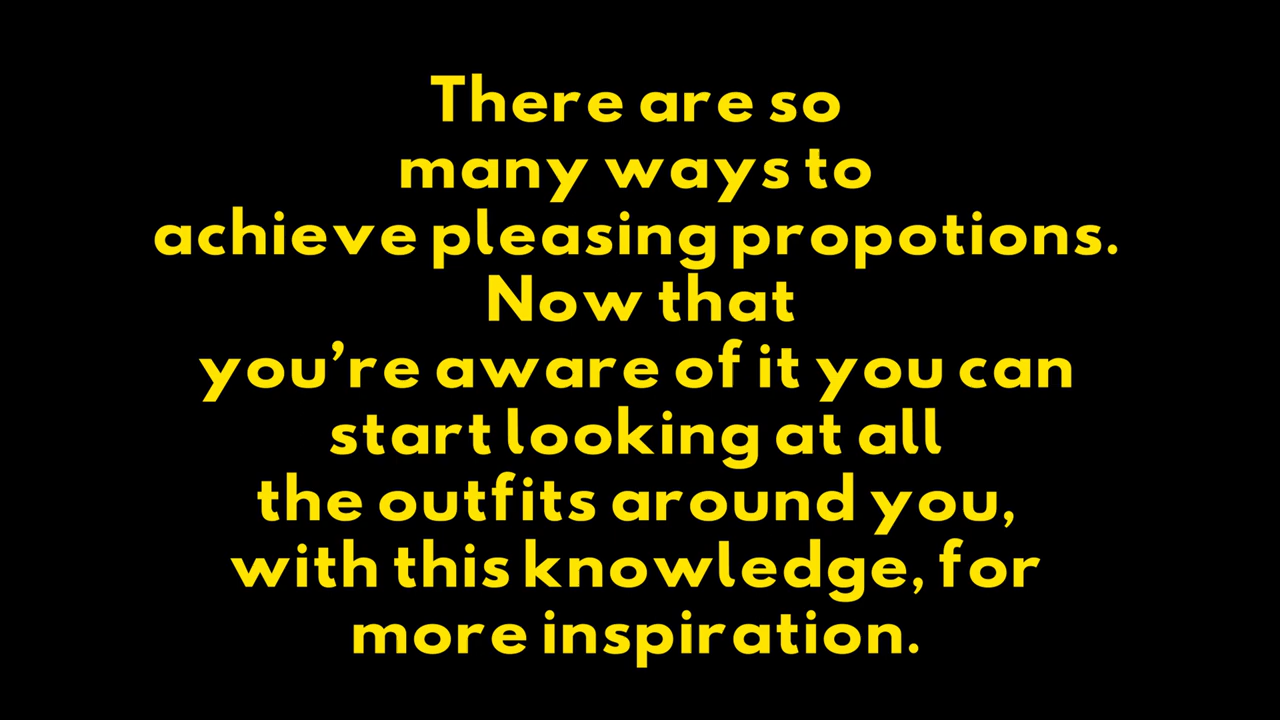 There are so
many ways to
achieve pleasing propotions.
Now that
you’re aware of it you can
start looking at all
the outfits around you,
with this knowledge, for
more inspiration.